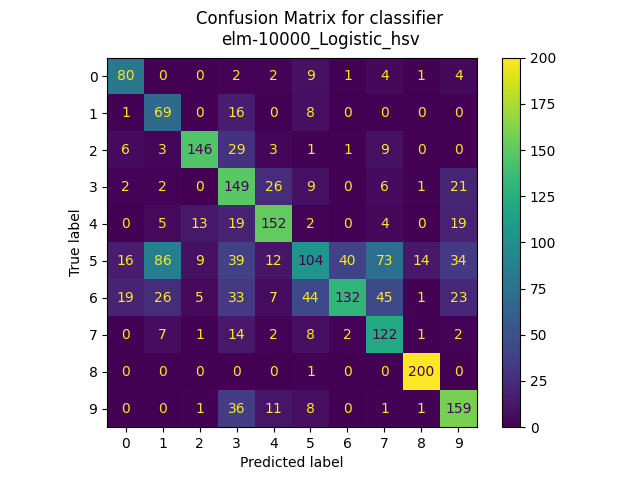 Confusion Matrix for classifier
elm-10000_Logistic_hsv
True label
0 80 0 0 2 2 9 1 4 1 4
1 1 69 0 16 0 8 0 0 0 0
2 6 3 146 29 3 1 1 9 0 0
3 2 2 0 149 26 9 0 6 1 21
4 0 5 13 19 152 2 0 4 0 19
5 16 86 9 39 12 104 40 73 14 34
6 19 26 5 33 7 44 132 45 1 23
7 0 7 1 14 2 8 2 122 1 2
8 0 0 0 0 0 1 0 0 200 0
9 0 0 1 36 11 8 0 1 1 159
0 1 2 3 4 5 6 7 8 9
Predicted label
200
175
150
125
100
75
50
25
0